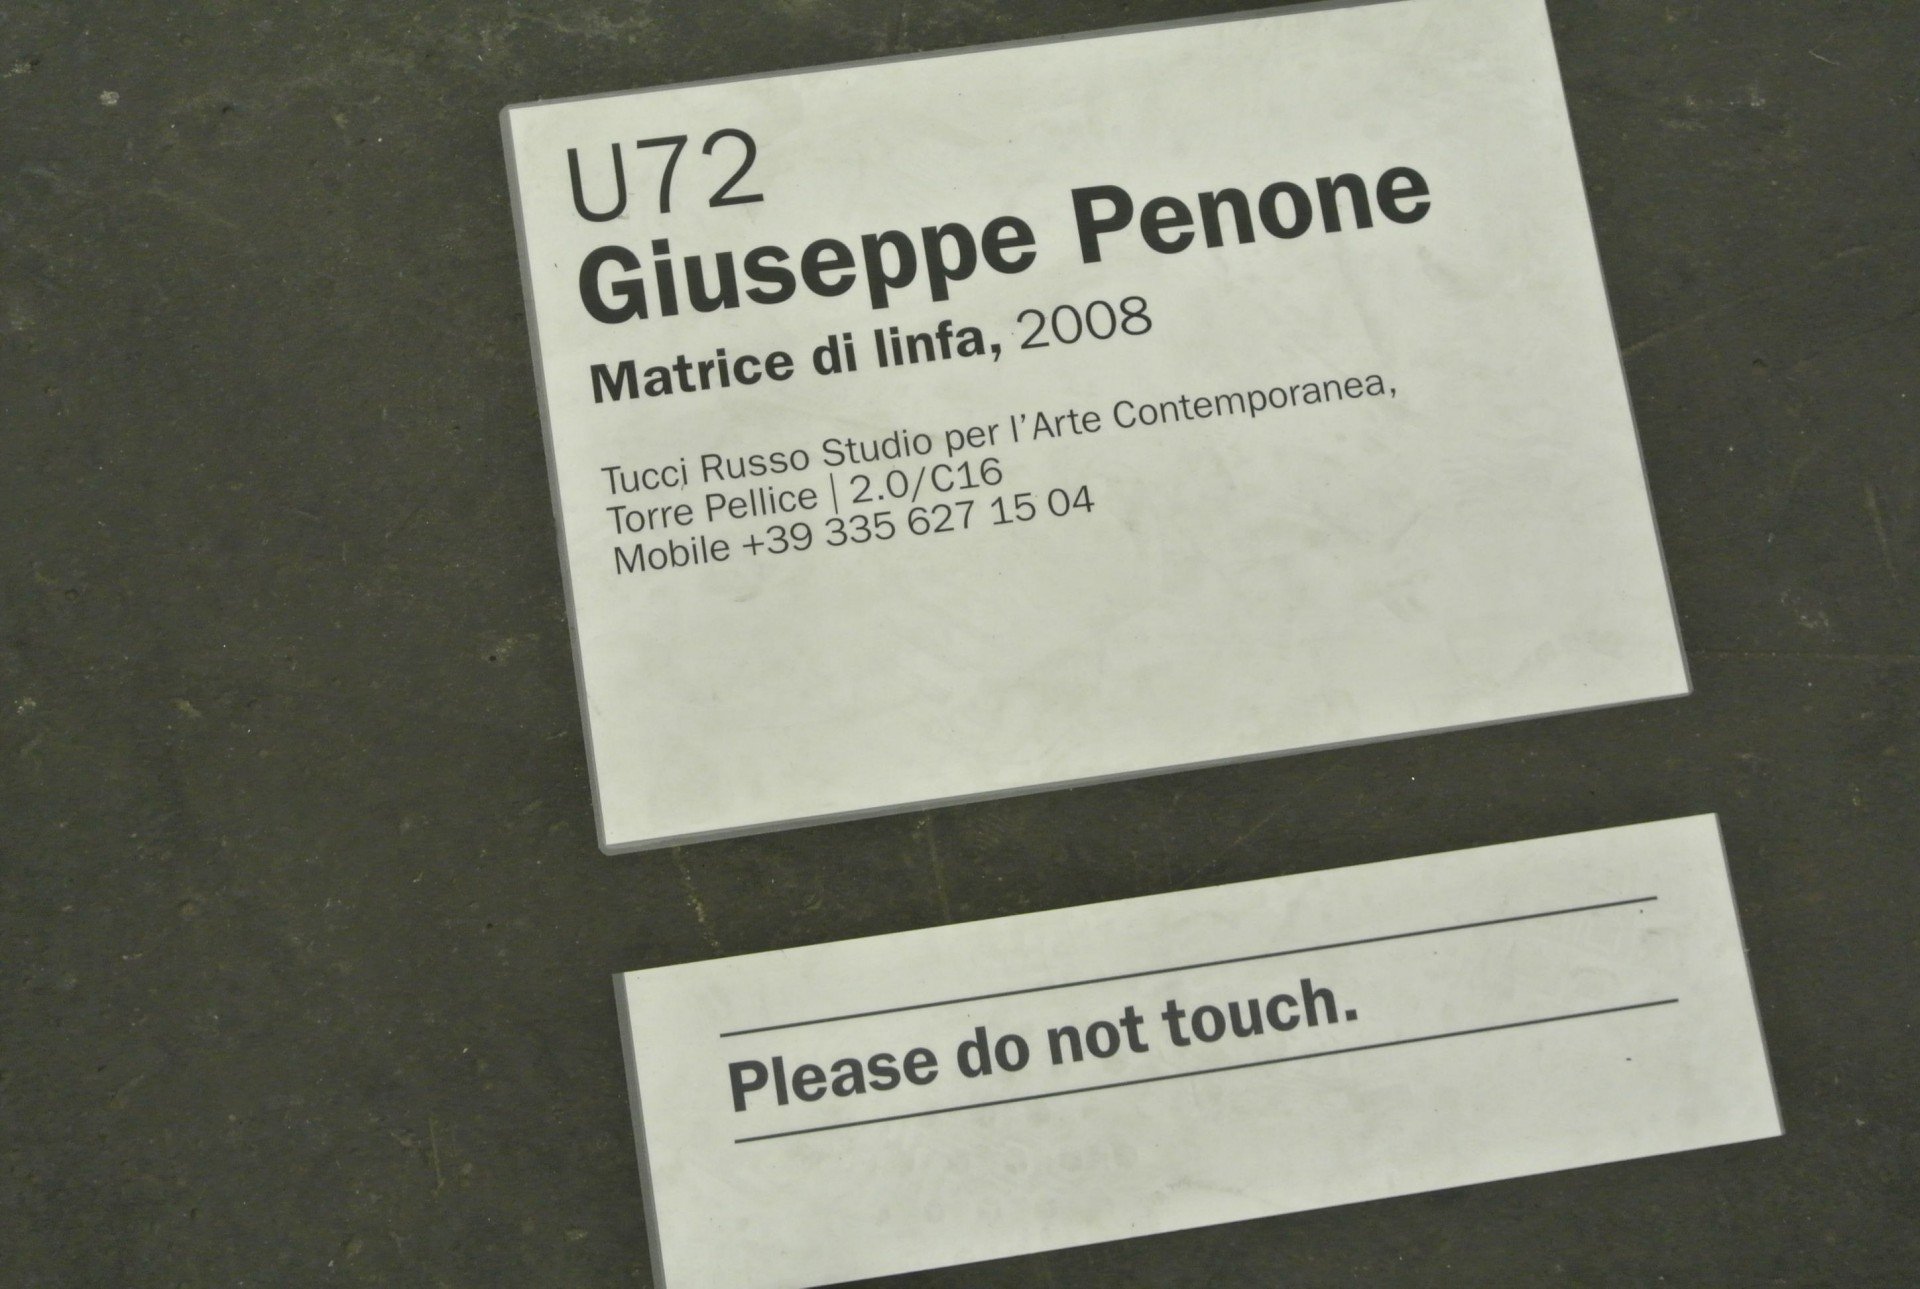 U72
Giuseppe Penone
Matrice di linfa, 2008
Tucci Russo Studio per l'Arte Contemporanea,
Torre Pellice | 2.0/C16
Mobile +39 335 627 15 04
Please do not touch.